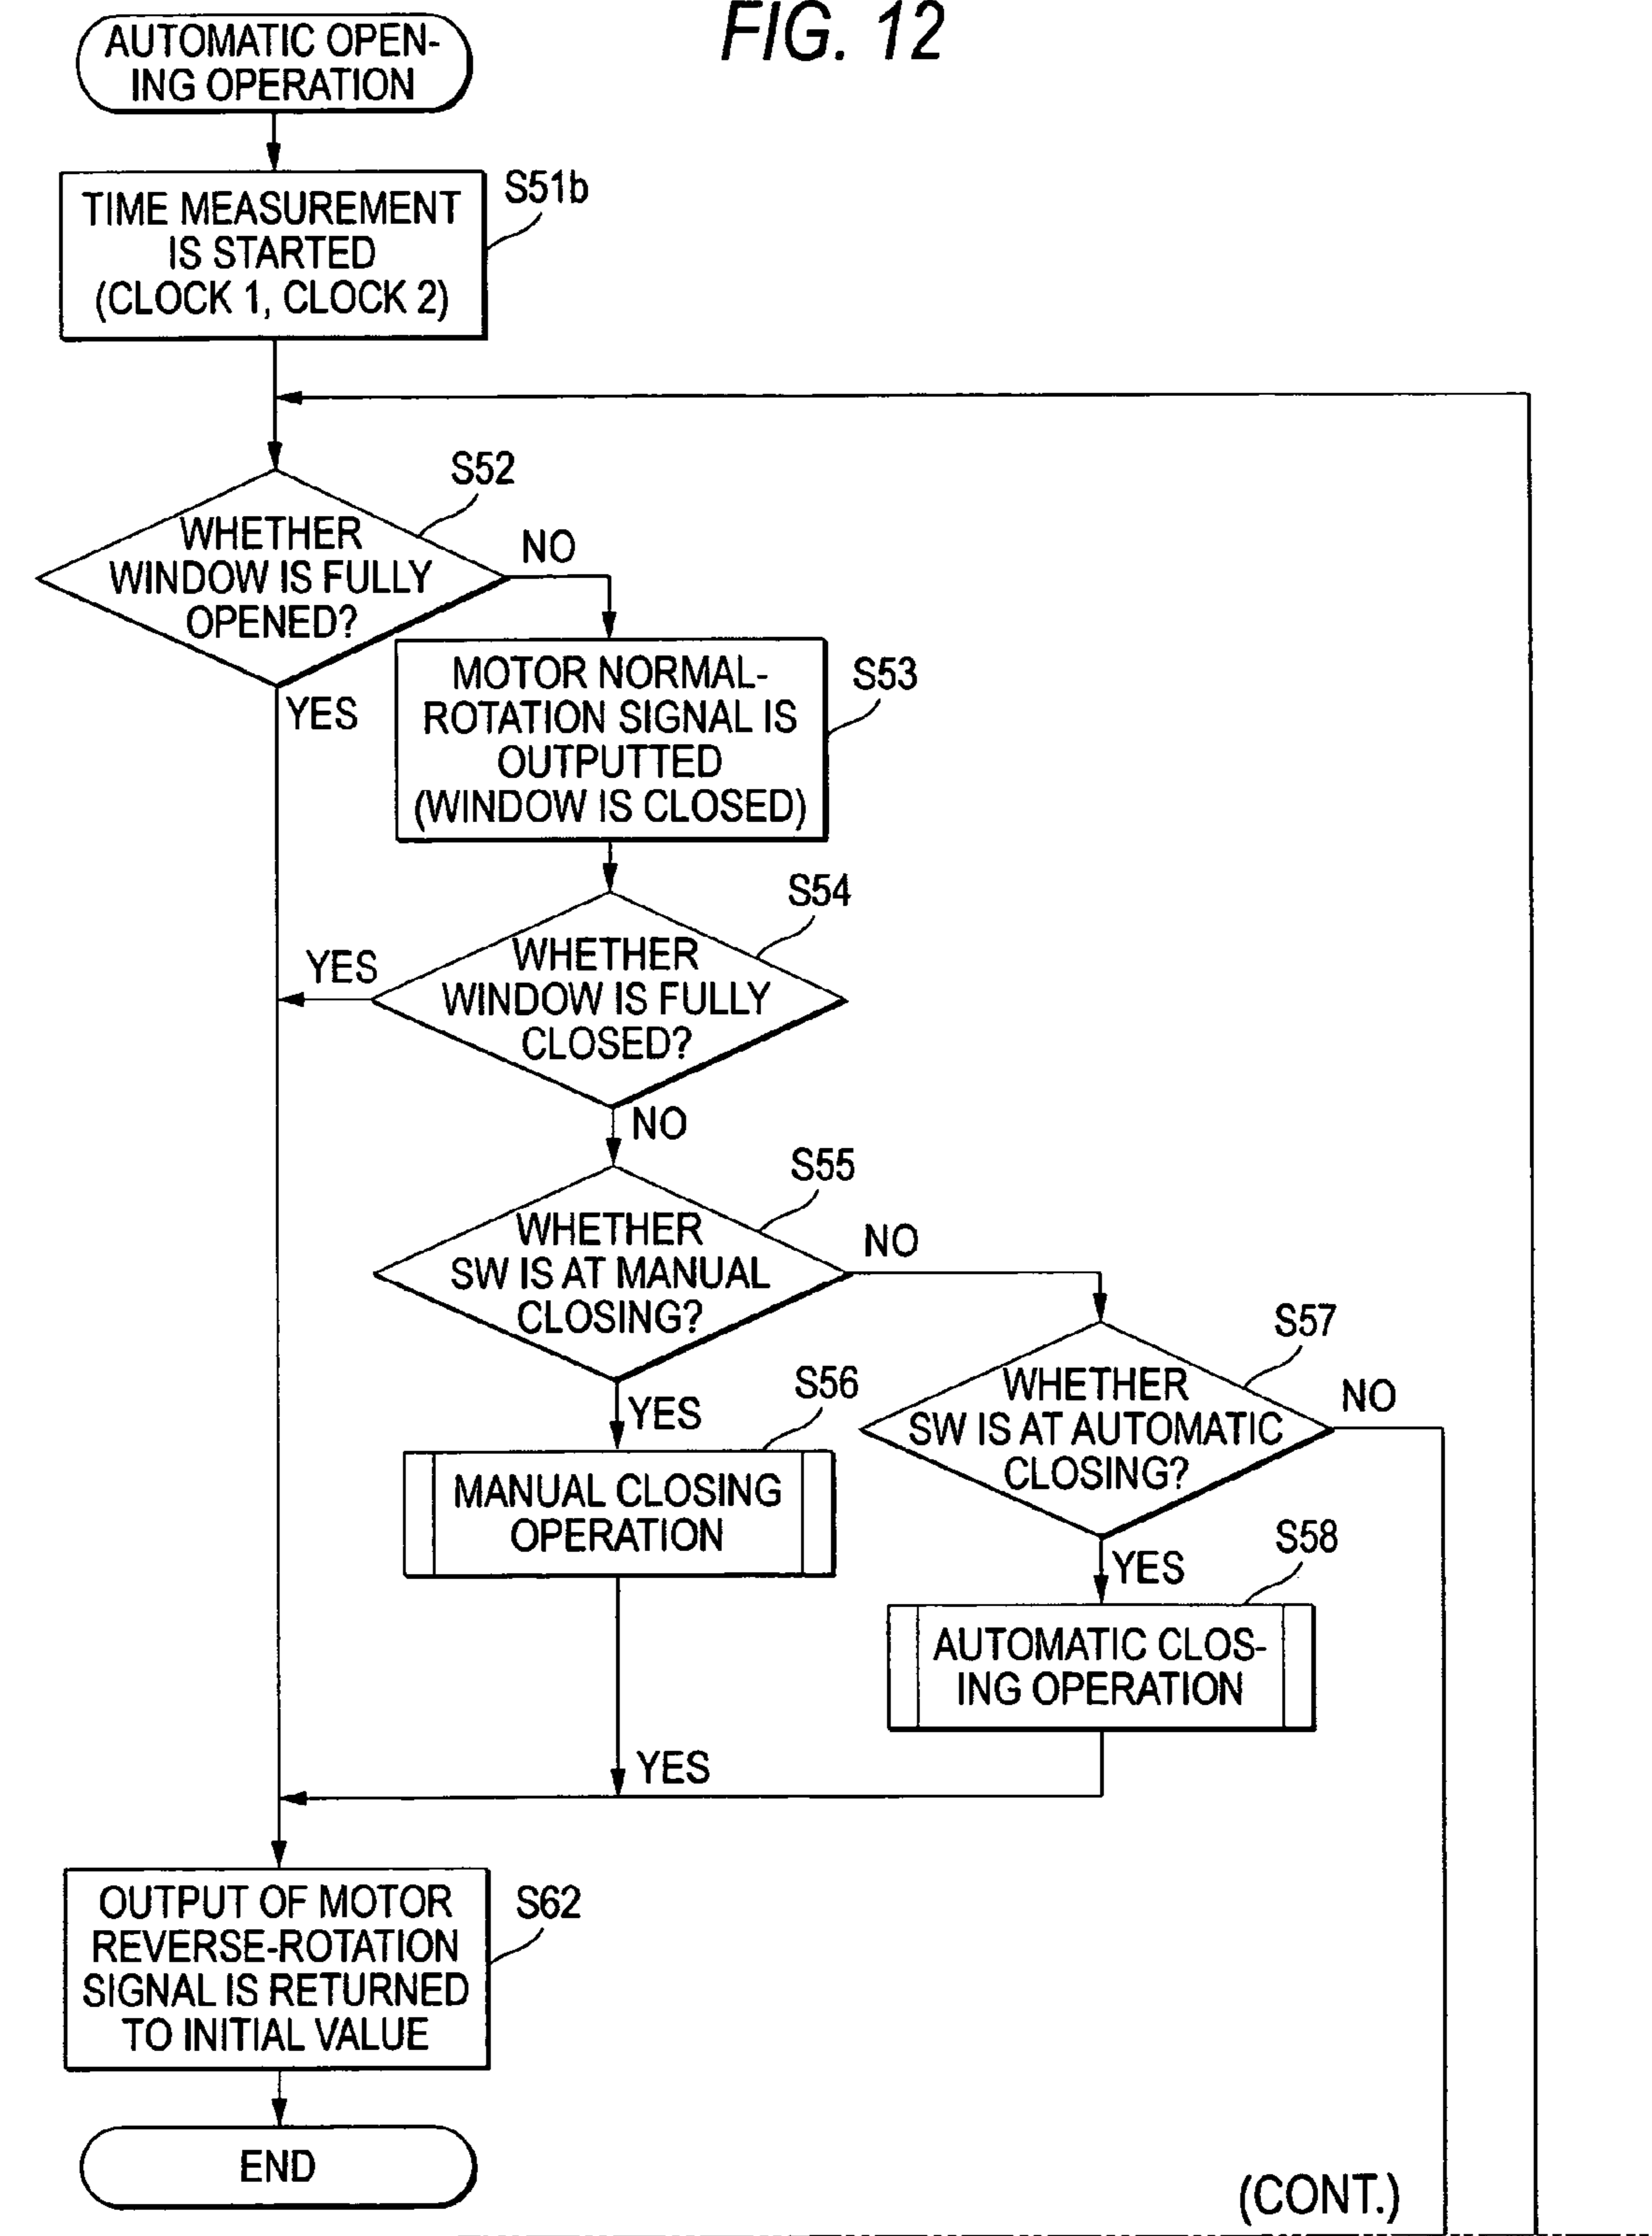 FIG. 12
AUTOMATIC OPEN-
ING OPERATION
TIME MEASUREMENT
IS STARTED
(CLOCK 1, CLOCK 2)
S51b
S52
WHETHER
WINDOW IS FULLY
OPENED?
NO
YES
MOTOR NORMAL-
ROTATION SIGNAL IS
OUTPUTTED
(WINDOW IS CLOSED)
S53
S54
WHETHER
WINDOW IS FULLY
CLOSED?
YES
NO
S55
WHETHER
SW IS AT MANUAL
CLOSING?
NO
YES
S56
MANUAL CLOSING
OPERATION
S57
WHETHER
SW IS AT AUTOMATIC
CLOSING?
NO
YES
S58
AUTOMATIC CLOS-
ING OPERATION
YES
OUTPUT OF MOTOR
REVERSE-ROTATION
SIGNAL IS RETURNED
TO INITIAL VALUE
S62
END
(CONT.)